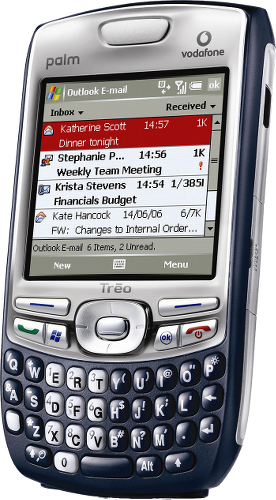 palm
vodafone
Outlook E-mail ok
Inbox Received
Katherine Scott 14:57 1K
Dinner tonight
Stephanie P... 14:56 1K
Weekly Team Meeting !
Krista Stevens 14:54 1/385I
Financials Budget
Kate Hancock 14/06/06 6/7K
FW: Changes to Internal Order...
Outlook E-mail 6 Items, 2 Unread.
New Menu
Treo
ok
Q W E R T Y U I O P
A S D F G H J K L
Z X C V B N M .
0 Alt